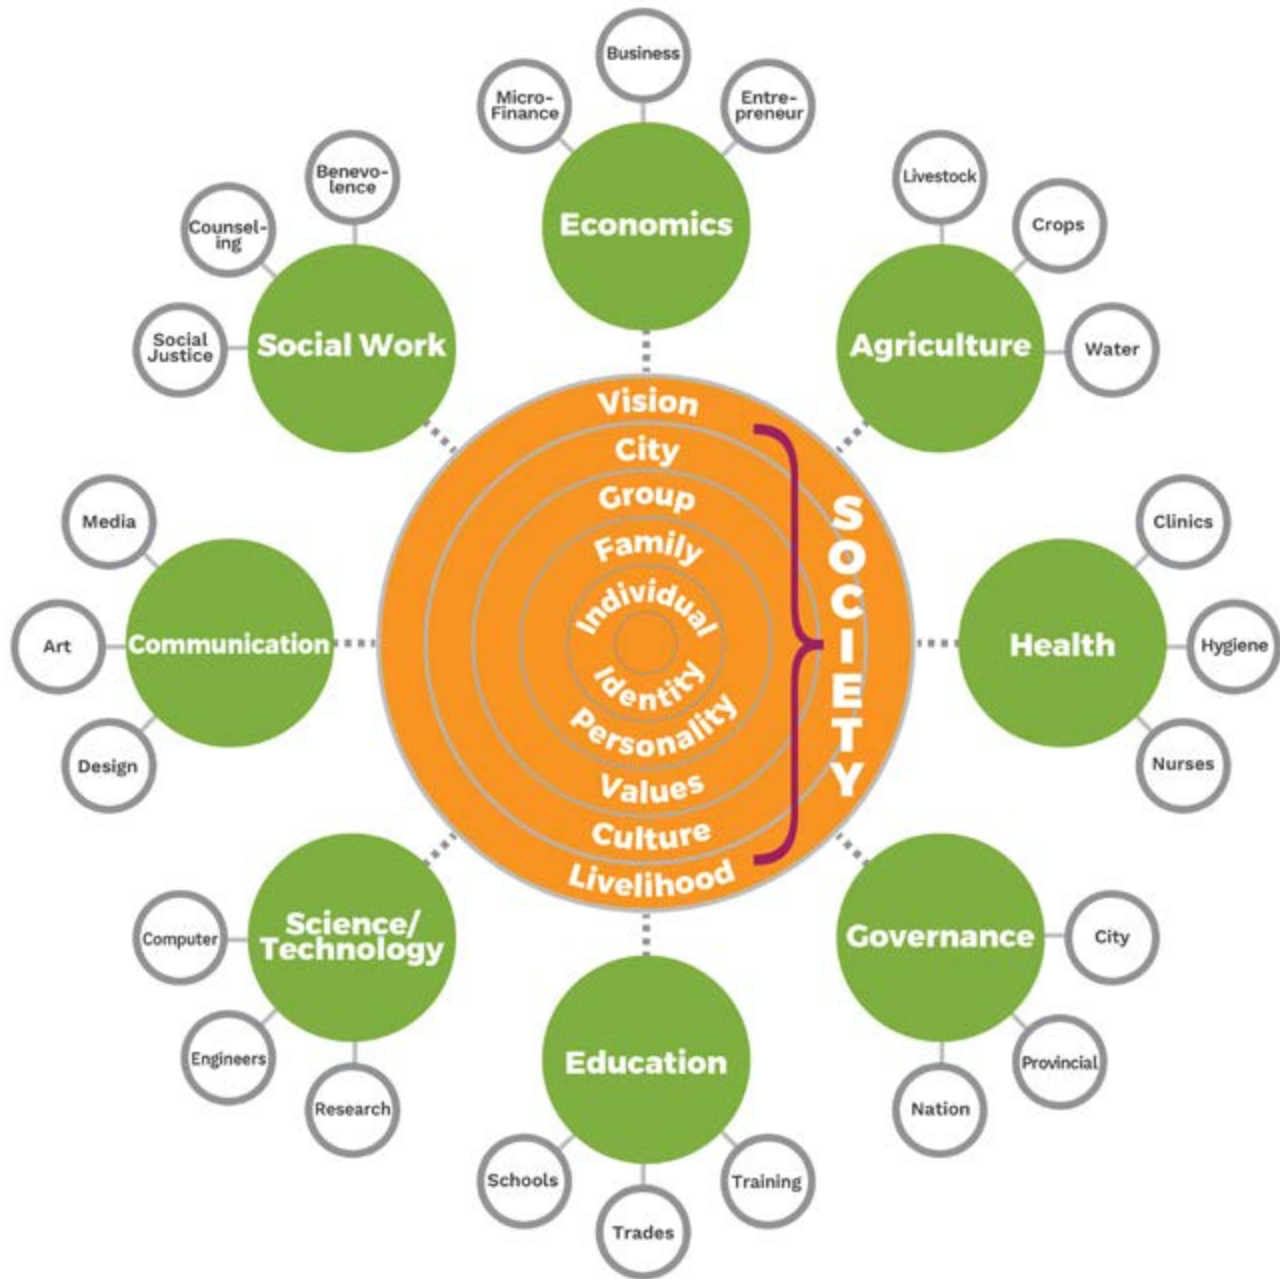 Business
Micro-
Finance
Entre-
preneur
Economics
Livestock
Crops
Water
Agriculture
Clinics
Hygiene
Nurses
Health
City
Provincial
Nation
Governance
Training
Trades
Schools
Education
Research
Engineers
Computer
Science/
Technology
Design
Art
Media
Communication
Social
Justice
Counsel-
ing
Benevo-
lence
Social Work
Vision
City
Group
Family
Individual
Identity
Personality
Values
Culture
Livelihood
SOCIETY